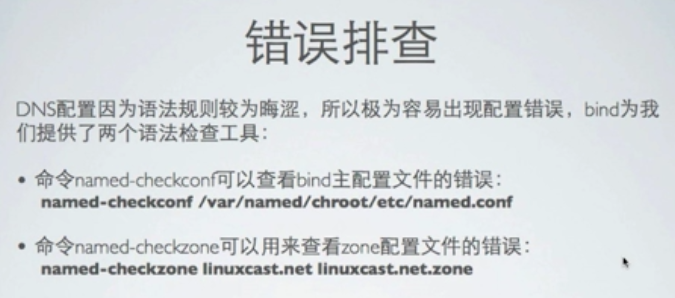 错误排查
DNS配置因为语法规则较为晦涩，所以极为容易出现配置错误，bind为我
们提供了两个语法检查工具：
• 命令named-checkconf可以查看bind主配置文件的错误：
named-checkconf /var/named/chroot/etc/named.conf
• 命令named-checkzone可以用来查看zone配置文件的错误：
named-checkzone linuxcast.net linuxcast.net.zone